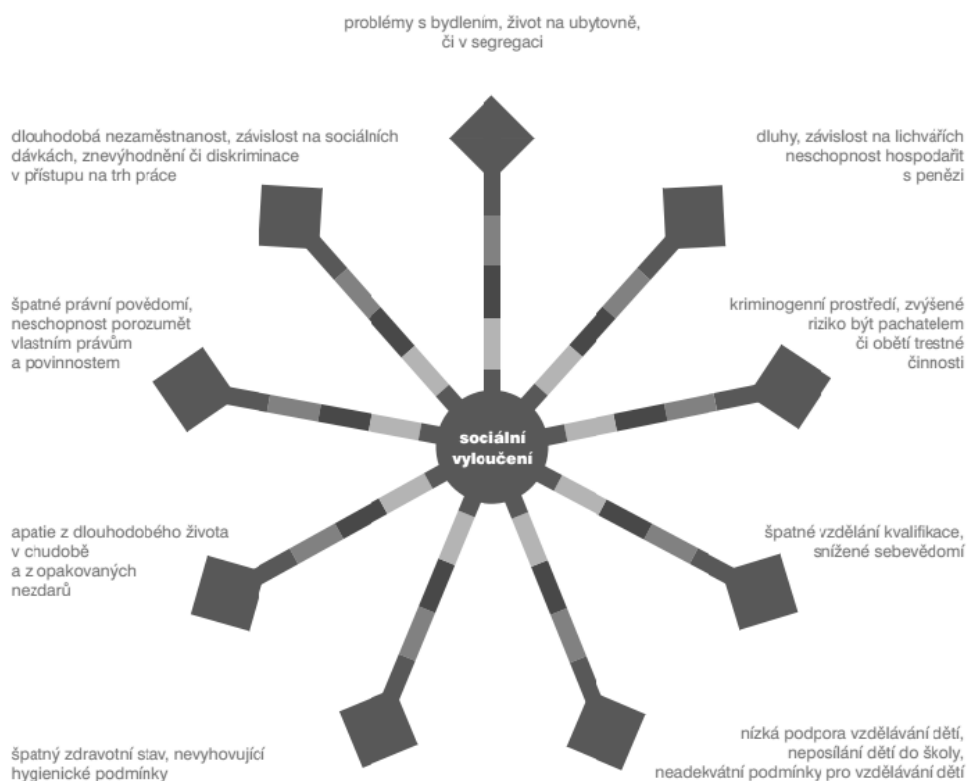 problémy s bydlením, život na ubytovně,
či v segregaci
dlouhodobá nezaměstnanost, závislost na sociálních
dávkách, znevýhodnění či diskriminace
v přístupu na trh práce
dluhy, závislost na lichvářích
neschopnost hospodařit
s penězi
špatné právní povědomí,
neschopnost porozumět
vlastním právům
a povinnostem
kriminogenní prostředí, zvýšené
riziko být pachatelem
či obětí trestné
činnosti
sociální
vyloučení
apatie z dlouhodobého života
v chudobě
a z opakovaných
nezdarů
špatné vzdělání kvalifikace,
snížené sebevědomí
špatný zdravotní stav, nevyhovující
hygienické podmínky
nízká podpora vzdělávání dětí,
neposílání dětí do školy,
neadekvátní podmínky pro vzdělávání dětí